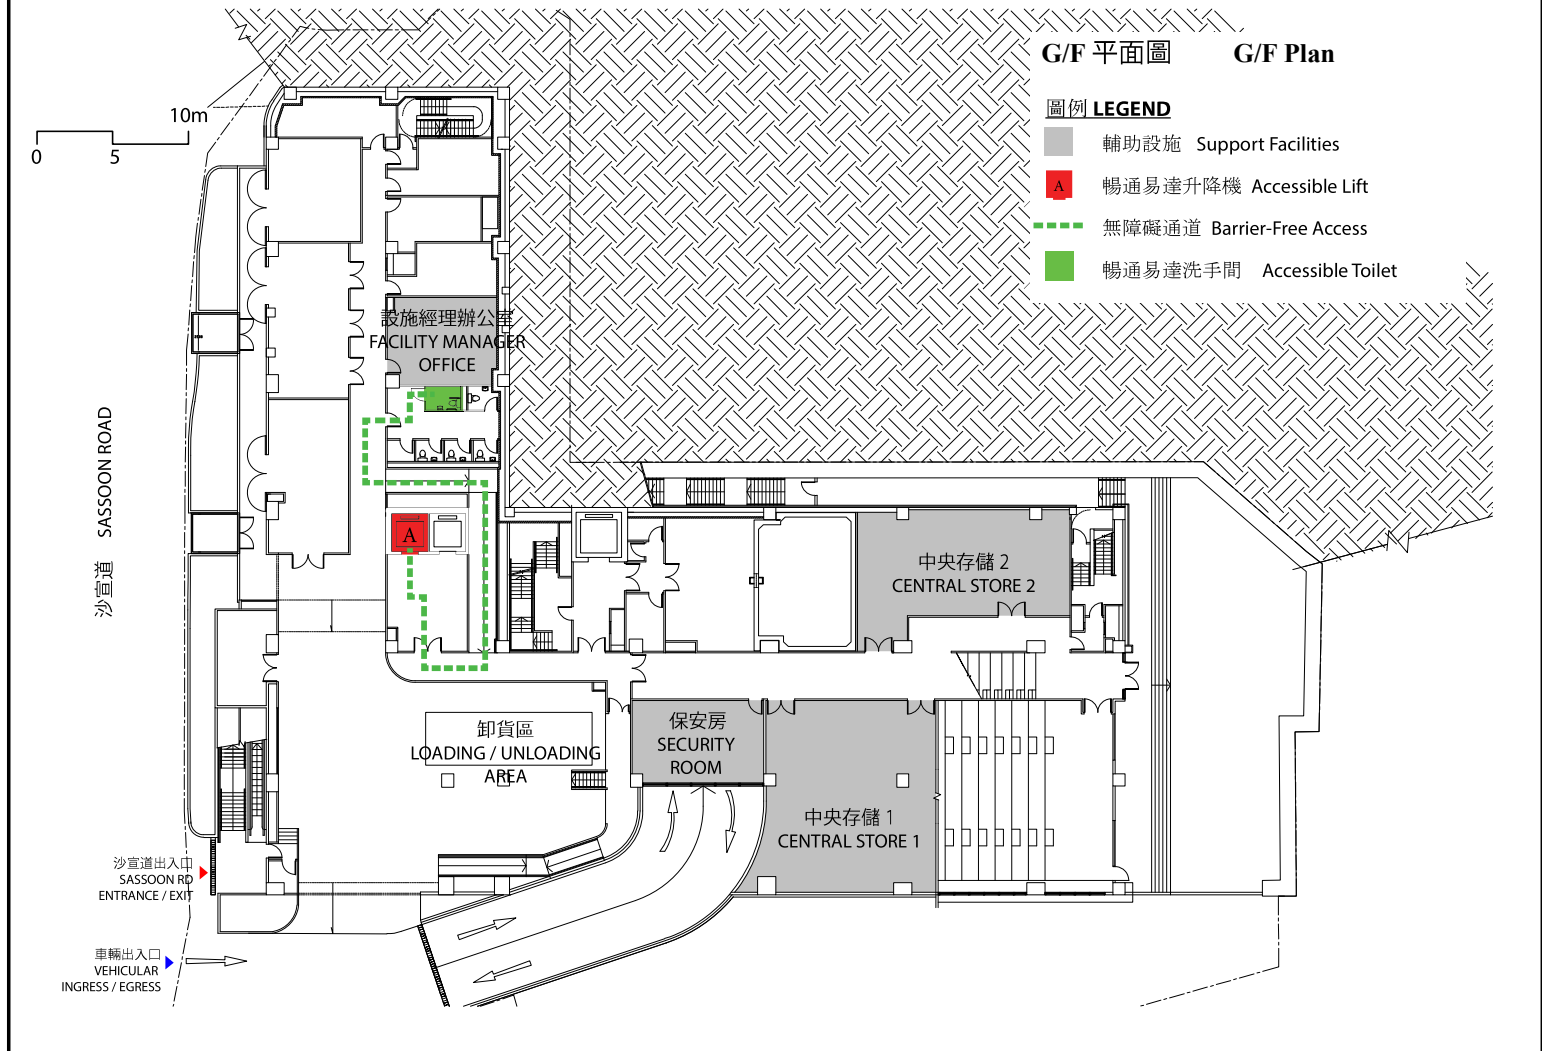 G/F 平面圖 G/F Plan
圖例 LEGEND
輔助設施 Support Facilities
A 暢通易達升降機 Accessible Lift
無障礙通道 Barrier-Free Access
暢通易達洗手間 Accessible Toilet
10m
0 5
設施經理辦公室
FACILITY MANAGER
OFFICE
沙宣道 SASSOON ROAD
A
中央存儲 2
CENTRAL STORE 2
卸貨區
LOADING / UNLOADING
AREA
保安房
SECURITY
ROOM
中央存儲 1
CENTRAL STORE 1
沙宣道出入口
SASSOON RD
ENTRANCE / EXIT
車輛出入口
VEHICULAR
INGRESS / EGRESS